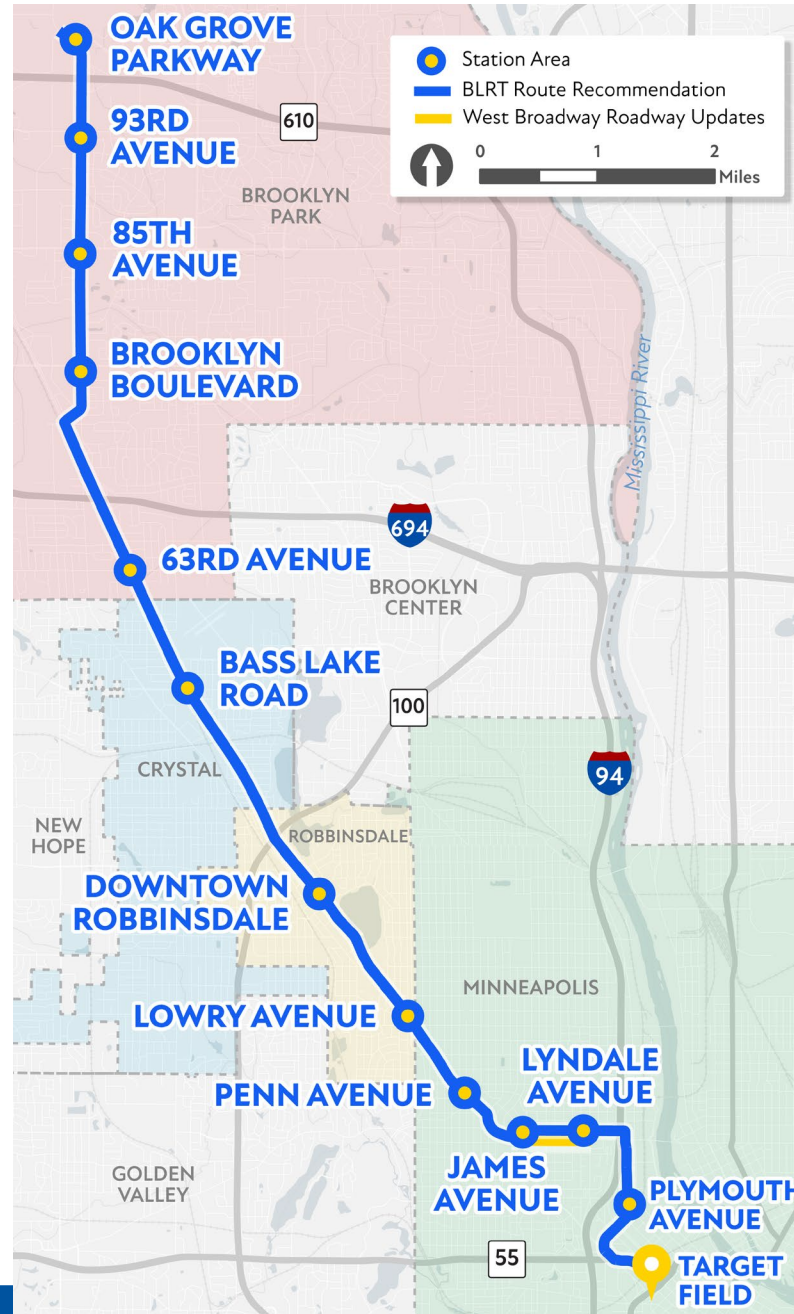 OAK GROVE
PARKWAY
Station Area
BLRT Route Recommendation
West Broadway Roadway Updates
0 1 2
Miles
93RD
AVENUE
610
BROOKLYN
PARK
85TH
AVENUE
BROOKLYN
BOULEVARD
Mississippi River
694
63RD AVENUE
BROOKLYN
CENTER
BASS LAKE
ROAD
100
CRYSTAL
94
NEW
HOPE
ROBBINSDALE
DOWNTOWN
ROBBINSDALE
MINNEAPOLIS
LOWRY AVENUE
LYNDALE
AVENUE
PENN AVENUE
JAMES
AVENUE
GOLDEN
VALLEY
PLYMOUTH
AVENUE
55
TARGET
FIELD